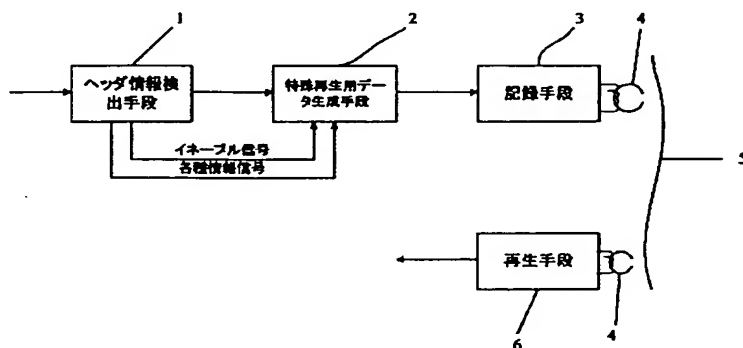 1
2
3
4
ヘッダ情報検
出手段
特殊再生用デー
タ生成手段
記録手段
イネーブル信号
各種情報信号
5
再生手段
6
4